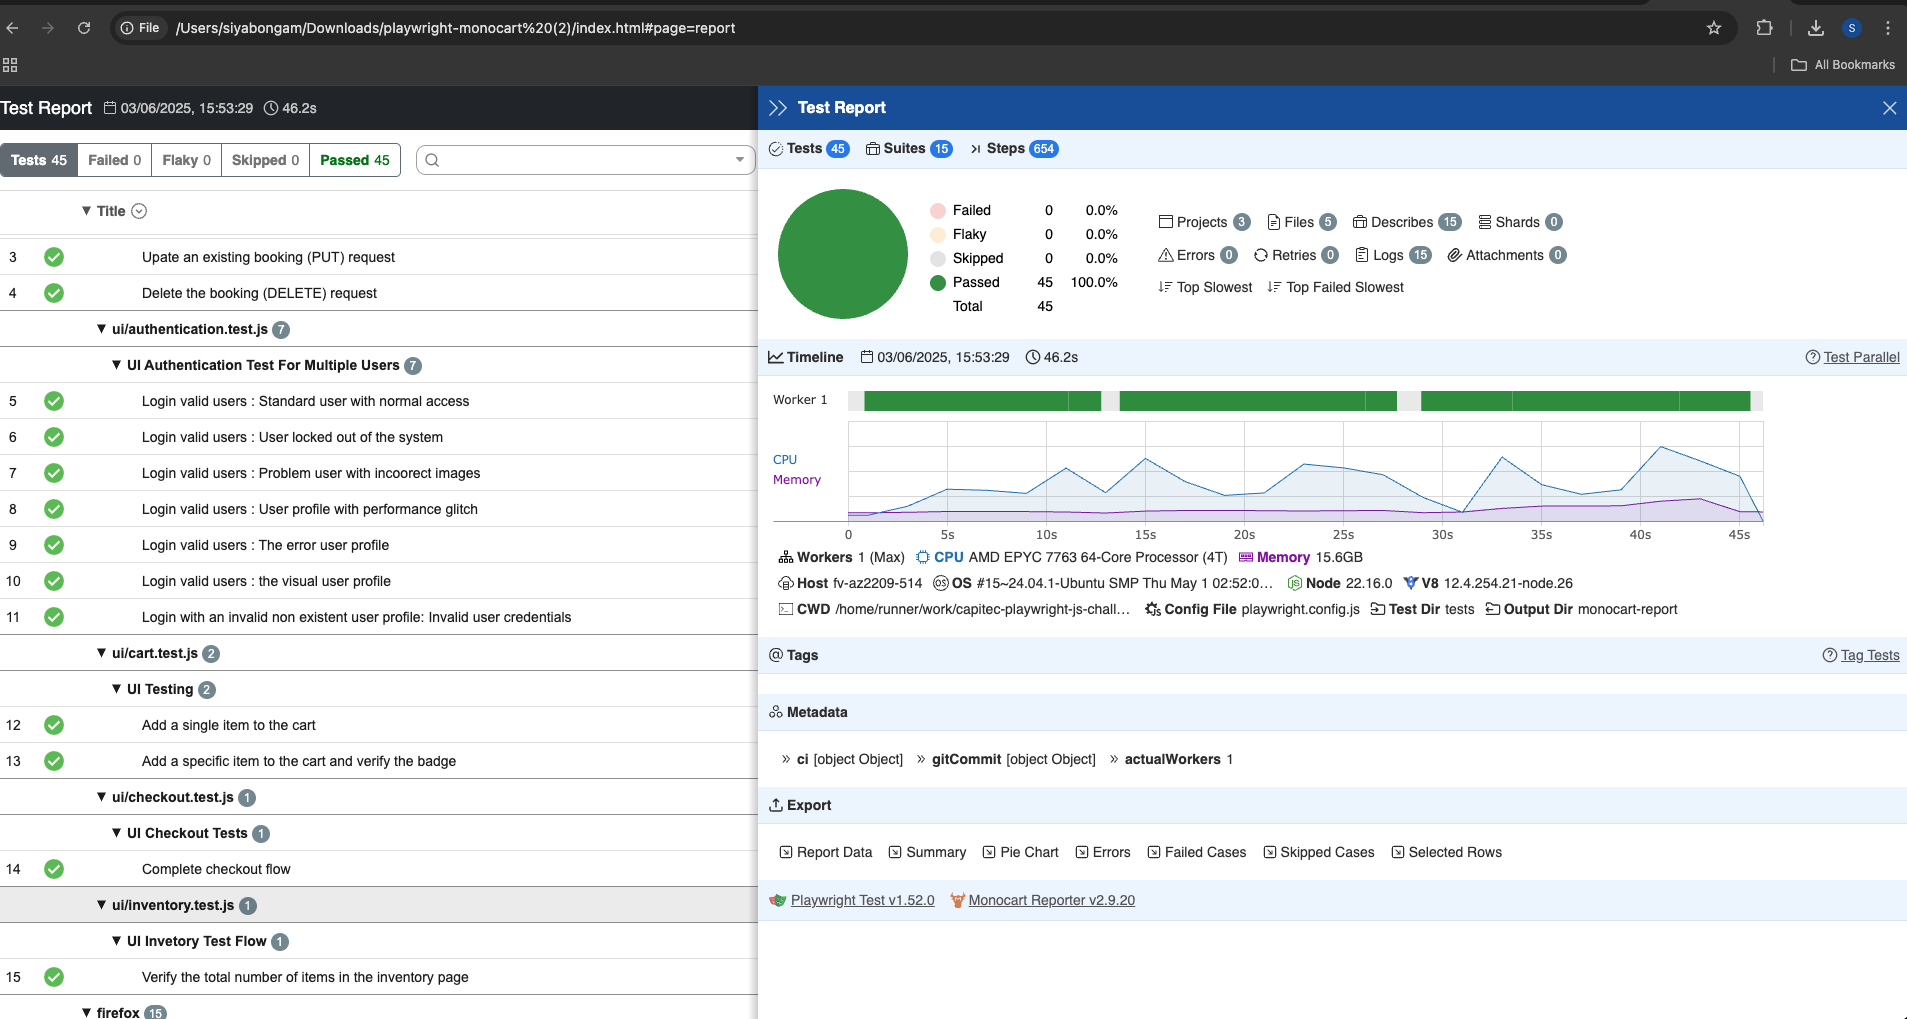 File /Users/siyabongam/Downloads/playwright-monocart%20(2)/index.html#page=report S
All Bookmarks
Test Report 03/06/2025, 15:53:29 46.2s
Tests 45 Failed 0 Flaky 0 Skipped 0 Passed 45
Title
3 Upate an existing booking (PUT) request
4 Delete the booking (DELETE) request
ui/authentication.test.js 7
UI Authentication Test For Multiple Users 7
5 Login valid users : Standard user with normal access
6 Login valid users : User locked out of the system
7 Login valid users : Problem user with incoorect images
8 Login valid users : User profile with performance glitch
9 Login valid users : The error user profile
10 Login valid users : the visual user profile
11 Login with an invalid non existent user profile: Invalid user credentials
ui/cart.test.js 2
UI Testing 2
12 Add a single item to the cart
13 Add a specific item to the cart and verify the badge
ui/checkout.test.js 1
UI Checkout Tests 1
14 Complete checkout flow
ui/inventory.test.js 1
UI Invetory Test Flow 1
15 Verify the total number of items in the inventory page
firefox 15
Test Report
Tests 45 Suites 15 Steps 654
Failed 0 0.0%
Flaky 0 0.0%
Skipped 0 0.0%
Passed 45 100.0%
Total 45
Projects 3 Files 5 Describes 15 Shards 0
Errors 0 Retries 0 Logs 15 Attachments 0
Top Slowest Top Failed Slowest
Timeline 03/06/2025, 15:53:29 46.2s Test Parallel
Worker 1
CPU
Memory
0 5s 10s 15s 20s 25s 30s 35s 40s 45s
Workers 1 (Max) CPU AMD EPYC 7763 64-Core Processor (4T) Memory 15.6GB
Host fv-az2209-514 OS #15~24.04.1-Ubuntu SMP Thu May 1 02:52:0... Node 22.16.0 V8 12.4.254.21-node.26
CWD /home/runner/work/capitec-playwright-js-chall... Config File playwright.config.js Test Dir tests Output Dir monocart-report
Tags Tag Tests
Metadata
ci [object Object] gitCommit [object Object] actualWorkers 1
Export
Report Data Summary Pie Chart Errors Failed Cases Skipped Cases Selected Rows
Playwright Test v1.52.0 Monocart Reporter v2.9.20